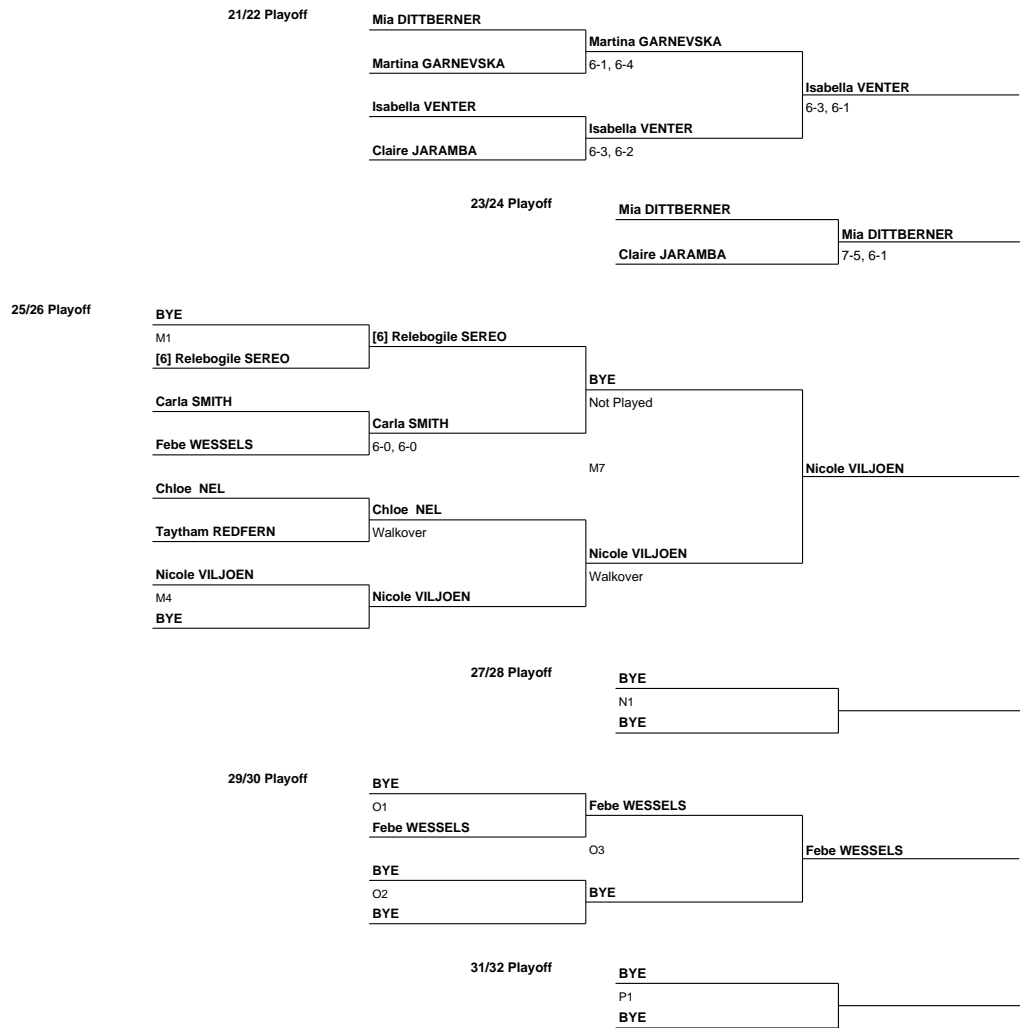 21/22 Playoff
Mia DITTBERNER
Martina GARNEVSKA
Martina GARNEVSKA
6-1, 6-4
Isabella VENTER
6-3, 6-1
Isabella VENTER
Isabella VENTER
Claire JARAMBA
6-3, 6-2
23/24 Playoff
Mia DITTBERNER
Mia DITTBERNER
Claire JARAMBA
7-5, 6-1
25/26 Playoff
BYE
M1
[6] Relebogile SEREO
[6] Relebogile SEREO
BYE
Not Played
Carla SMITH
Carla SMITH
Febe WESSELS
6-0, 6-0
M7
Nicole VILJOEN
Chloe  NEL
Chloe  NEL
Taytham REDFERN
Walkover
Nicole VILJOEN
Walkover
Nicole VILJOEN
M4
Nicole VILJOEN
BYE
27/28 Playoff
BYE
N1
BYE
29/30 Playoff
BYE
O1
Febe WESSELS
Febe WESSELS
O3
Febe WESSELS
BYE
O2
BYE
BYE
31/32 Playoff
BYE
P1
BYE